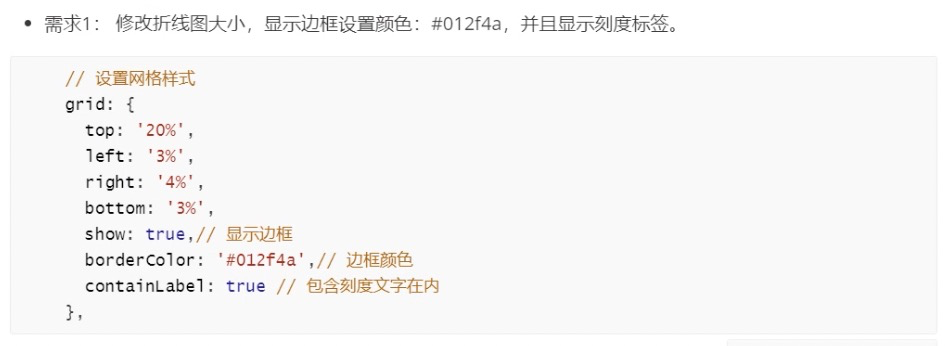 • 需求1： 修改折线图大小，显示边框设置颜色：#012f4a，并且显示刻度标签。
// 设置网格样式
grid: {
top: '20%',
left: '3%',
right: '4%',
bottom: '3%',
show: true,// 显示边框
borderColor: '#012f4a',// 边框颜色
containLabel: true // 包含刻度文字在内
},